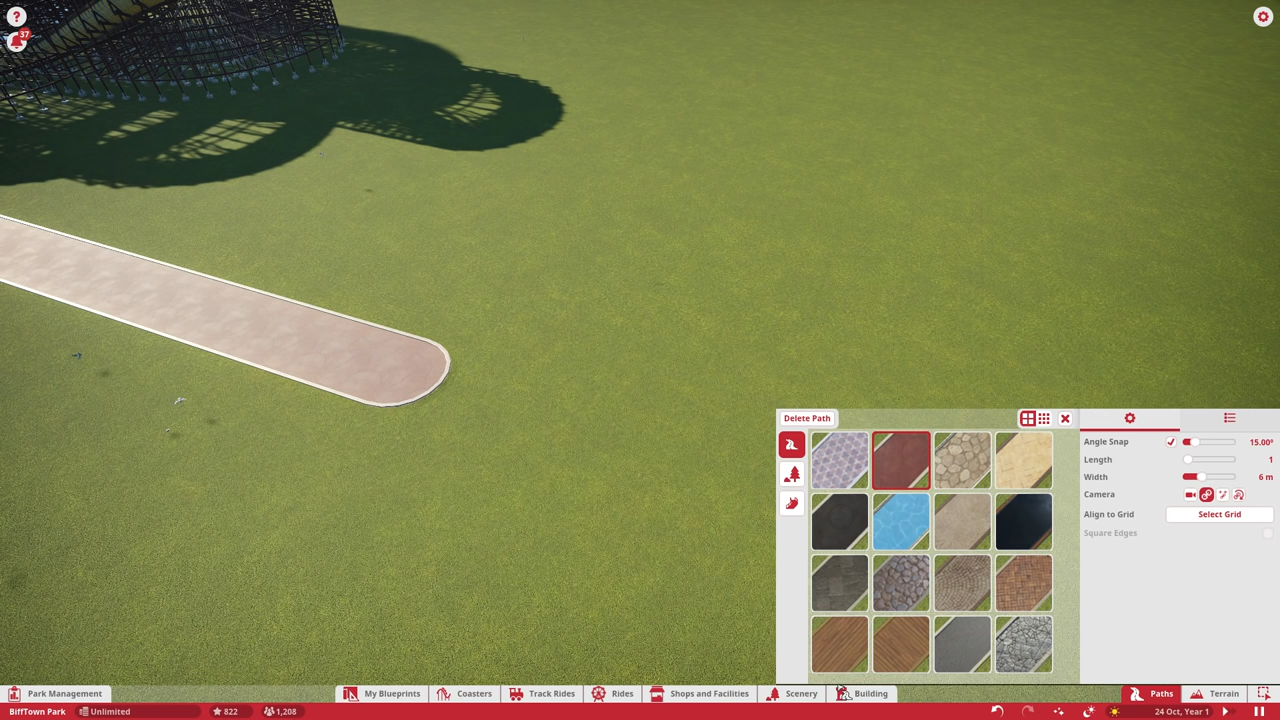 ?
37
Delete Path
Angle Snap 15.00°
Length 1
Width 6 m
Camera
Align to Grid Select Grid
Square Edges
Park Management My Blueprints Coasters Track Rides Rides Shops and Facilities Scenery Building Paths Terrain
BiffTown Park Unlimited 822 1,208 24 Oct, Year 1